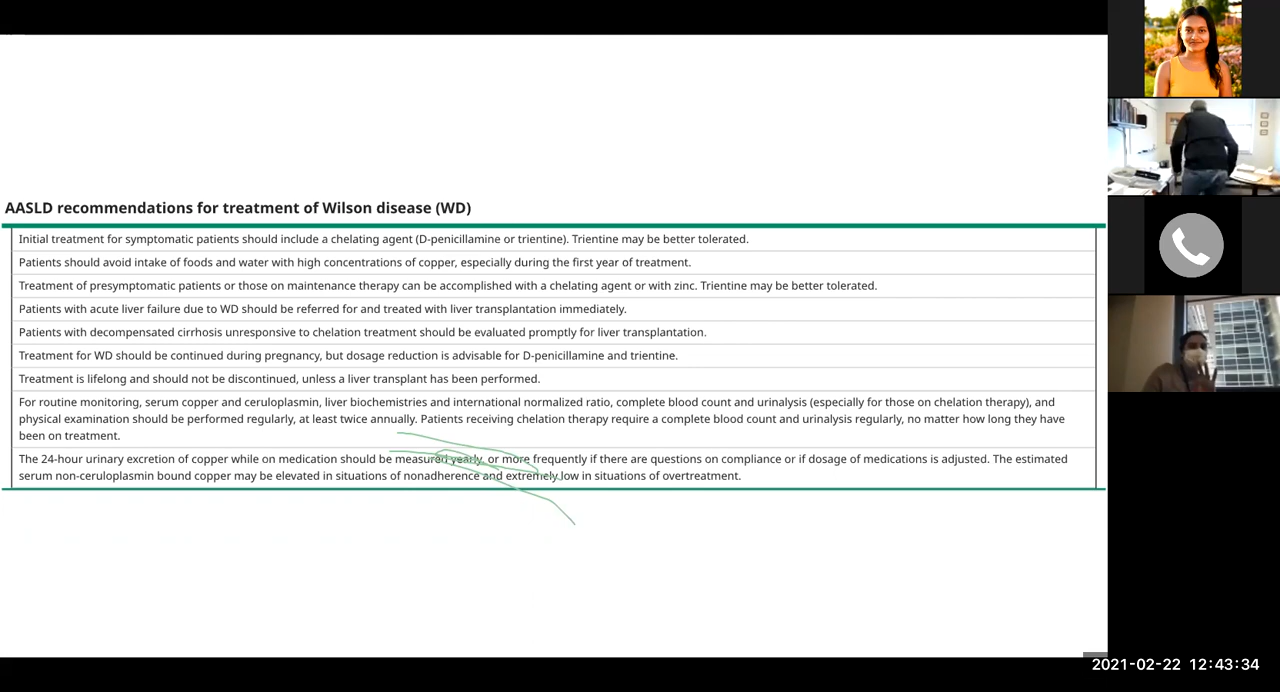 AASLD recommendations for treatment of Wilson disease (WD)
Initial treatment for symptomatic patients should include a chelating agent (D-penicillamine or trientine). Trientine may be better tolerated.
Patients should avoid intake of foods and water with high concentrations of copper, especially during the first year of treatment.
Treatment of presymptomatic patients or those on maintenance therapy can be accomplished with a chelating agent or with zinc. Trientine may be better tolerated.
Patients with acute liver failure due to WD should be referred for and treated with liver transplantation immediately.
Patients with decompensated cirrhosis unresponsive to chelation treatment should be evaluated promptly for liver transplantation.
Treatment for WD should be continued during pregnancy, but dosage reduction is advisable for D-penicillamine and trientine.
Treatment is lifelong and should not be discontinued, unless a liver transplant has been performed.
For routine monitoring, serum copper and ceruloplasmin, liver biochemistries and international normalized ratio, complete blood count and urinalysis (especially for those on chelation therapy), and
physical examination should be performed regularly, at least twice annually. Patients receiving chelation therapy require a complete blood count and urinalysis regularly, no matter how long they have
been on treatment.
The 24-hour urinary excretion of copper while on medication should be measured yearly, or more frequently if there are questions on compliance or if dosage of medications is adjusted. The estimated
serum non-ceruloplasmin bound copper may be elevated in situations of nonadherence and extremely low in situations of overtreatment.
2021-02-22 12:43:34